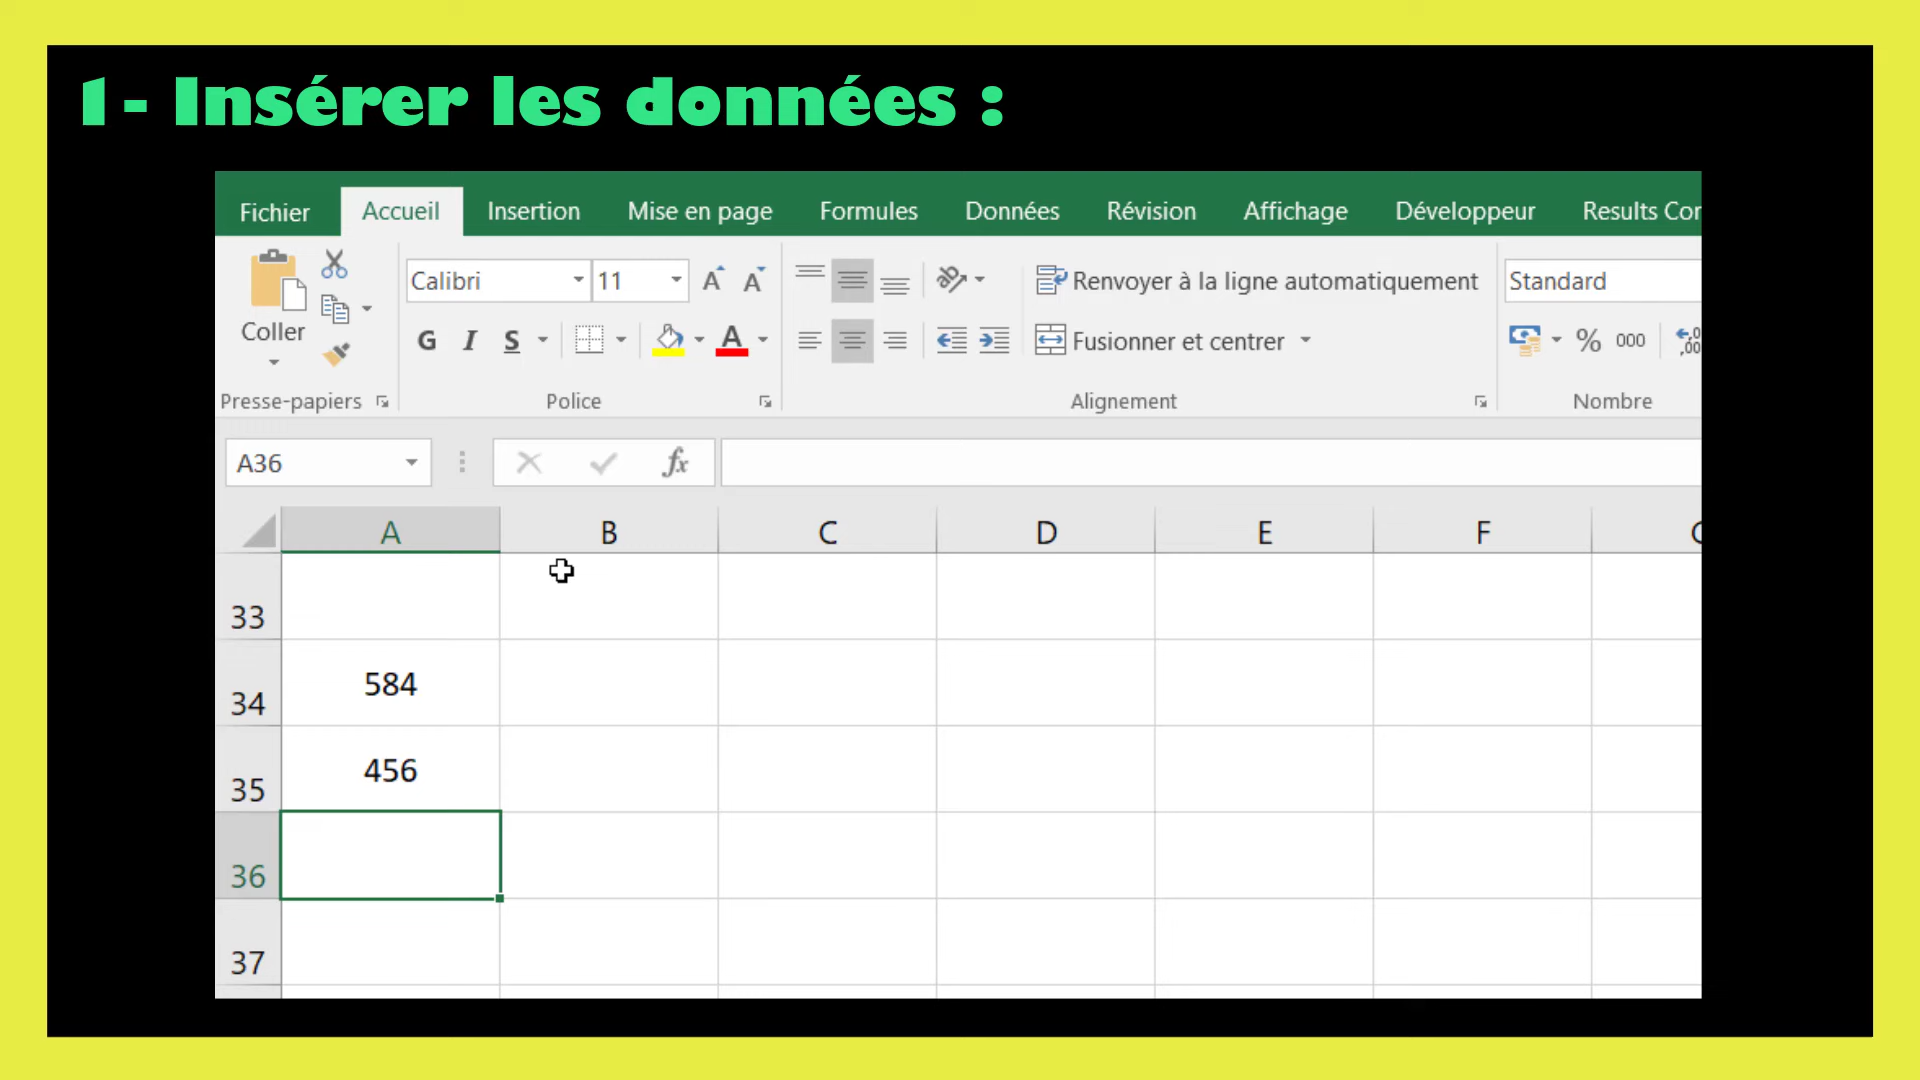 1- Insérer les données :
Fichier Accueil Insertion Mise en page Formules Données Révision Affichage Développeur Results Cor
Calibri 11 A A Renvoyer à la ligne automatiquement Standard
Coller G I S A Fusionner et centrer % 000
Presse-papiers Police Alignement Nombre
A36 fx
A B C D E F
33
34 584
35 456
36
37